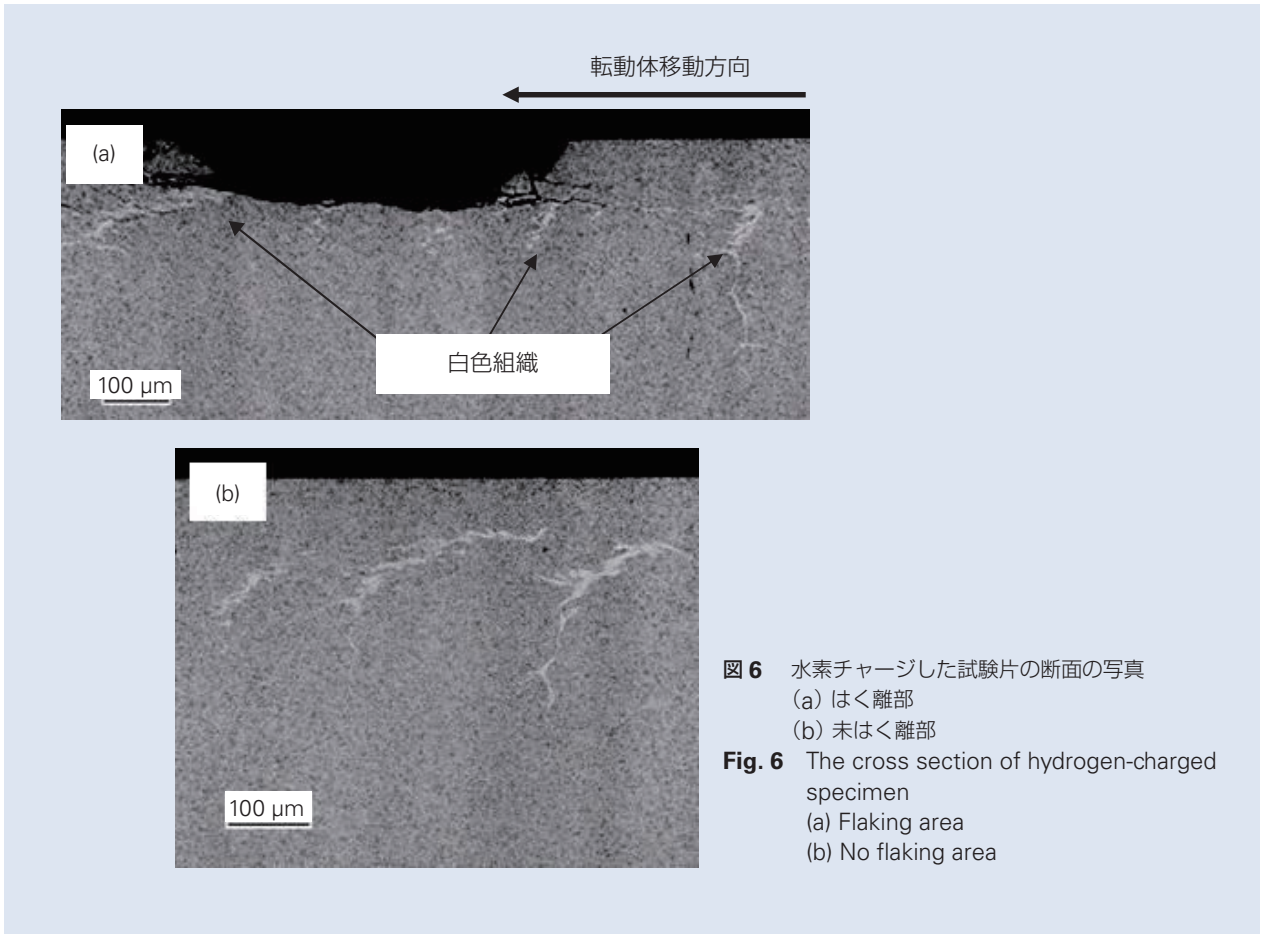 転動体移動方向
(a)
白色組織
100 µm
(b)
100 µm
図 6 水素チャージした試験片の断面の写真
(a) はく離部
(b) 未はく離部
Fig. 6 The cross section of hydrogen-charged
specimen
(a) Flaking area
(b) No flaking area